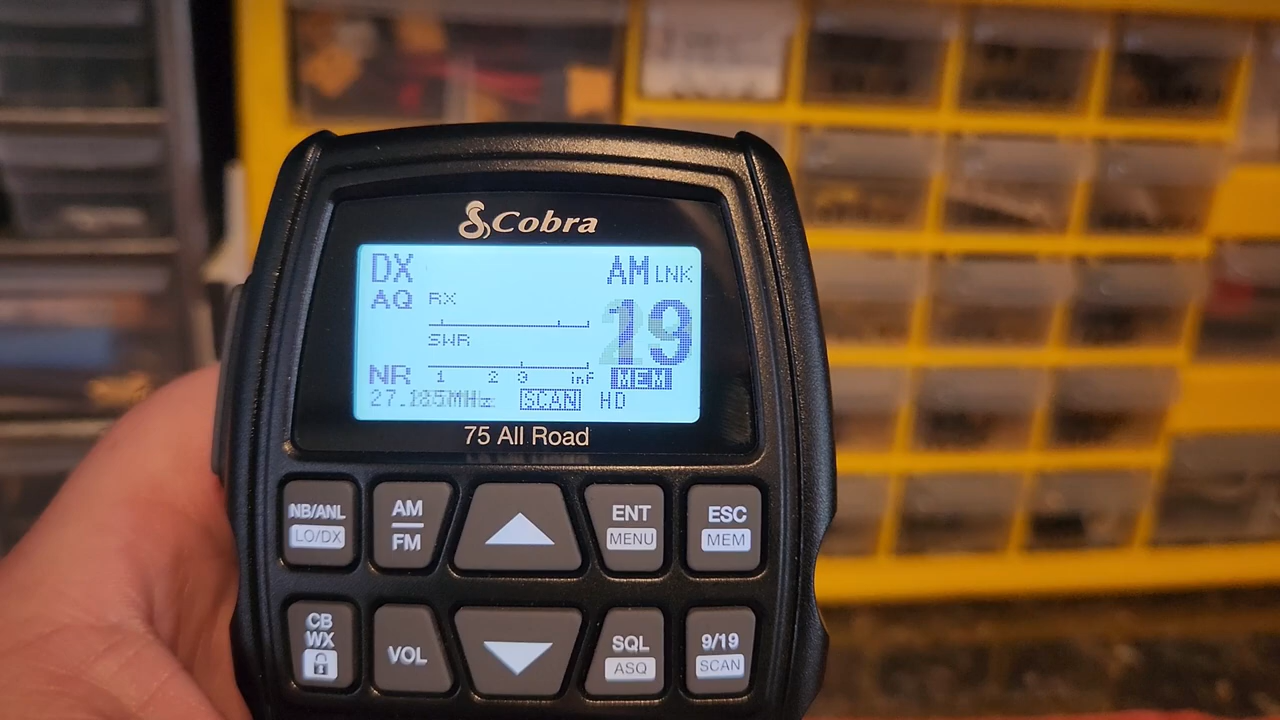 Cobra
DX
AM LNK
AQ RX
19
SWR
NR 1 2 3 inF MEM
27.185MHz SCAN HD
75 All Road
NB/ANL
LO/DX
AM
FM
ENT
MENU
ESC
MEM
CB
WX
VOL
SQL
ASQ
9/19
SCAN